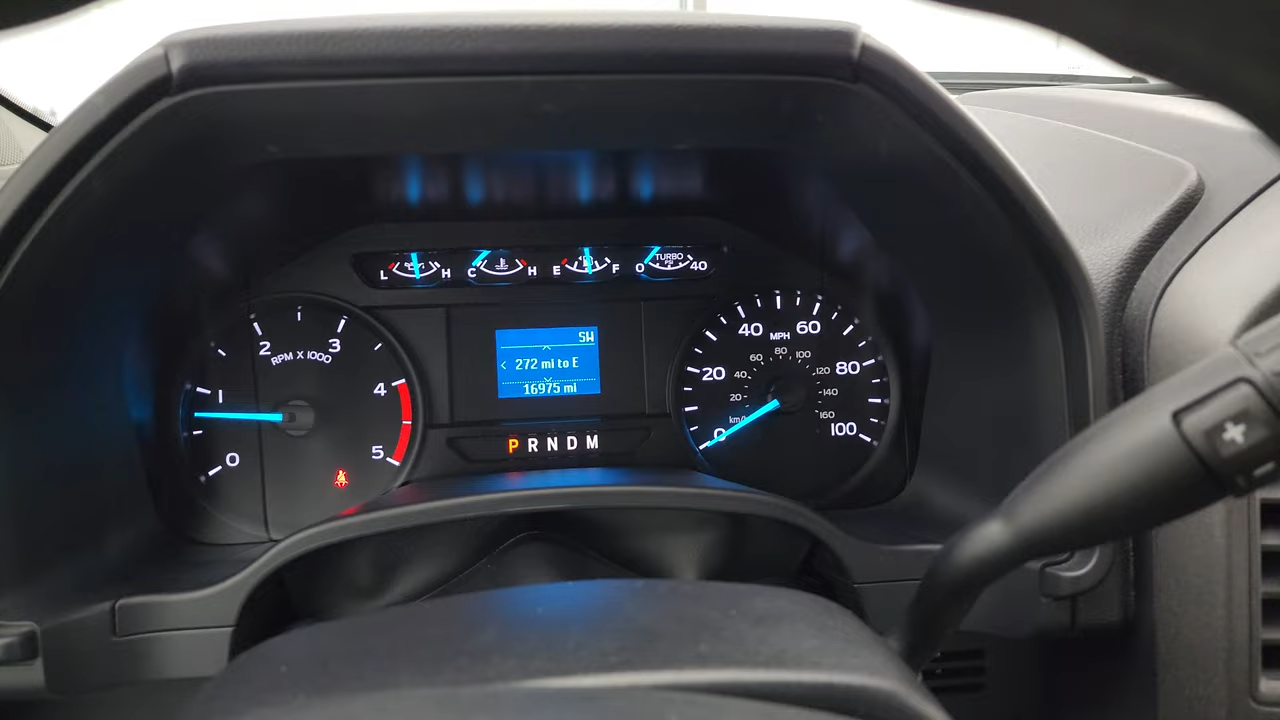 L H C H E F 0 TURBO PSI 40
2 3
RPM X 1000
1 4
0 5
SW
< 272 mi to E
16975 mi
P R N D M
40 60
MPH
20 80
0 100
60 80 100
40 120
20 140
km/h 160